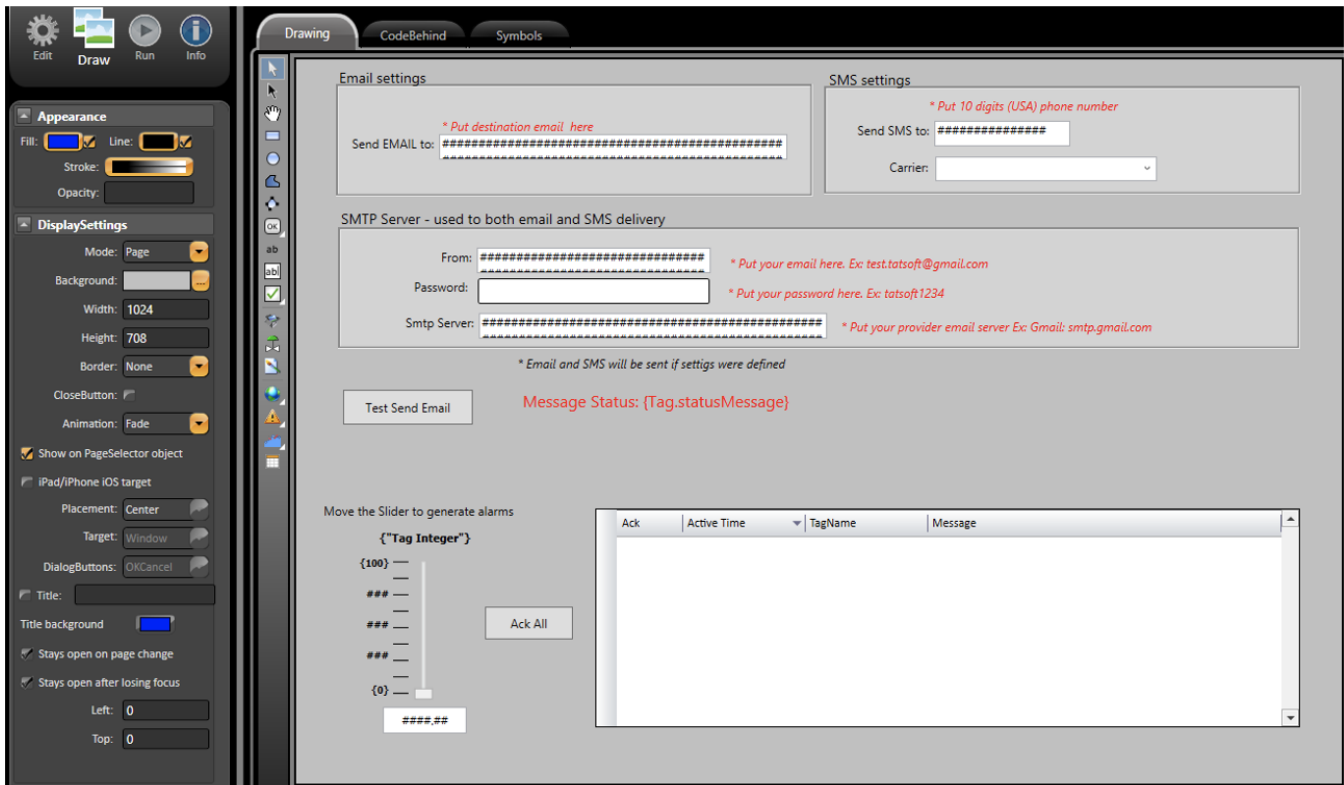 Edit
Draw
Run
Info
Drawing
CodeBehind
Symbols
Appearance
Fill:
Line:
Stroke:
Opacity:
DisplaySettings
Mode: Page
Background:
...
Width: 1024
Height: 708
Border: None
CloseButton:
Animation: Fade
Show on PageSelector object
iPad/iPhone iOS target
Placement: Center
Target: Window
DialogButtons: OKCancel
Title:
Title background
Stays open on page change
Stays open after losing focus
Left: 0
Top: 0
OK
ab
ab|
Email settings
* Put destination email here
Send EMAIL to: ###############################################
SMS settings
* Put 10 digits (USA) phone number
Send SMS to: ###############
Carrier:
SMTP Server - used to both email and SMS delivery
From: ###############################
* Put your email here. Ex: test.tatsoft@gmail.com
Password:
* Put your password here. Ex: tatsoft1234
Smtp Server: ###############################################
* Put your provider email server Ex: Gmail: smtp.gmail.com
* Email and SMS will be sent if settigs were defined
Test Send Email
Message Status: {Tag.statusMessage}
Move the Slider to generate alarms
{"Tag Integer"}
{100}
###
###
###
{0}
####.##
Ack All
Ack
Active Time
TagName
Message